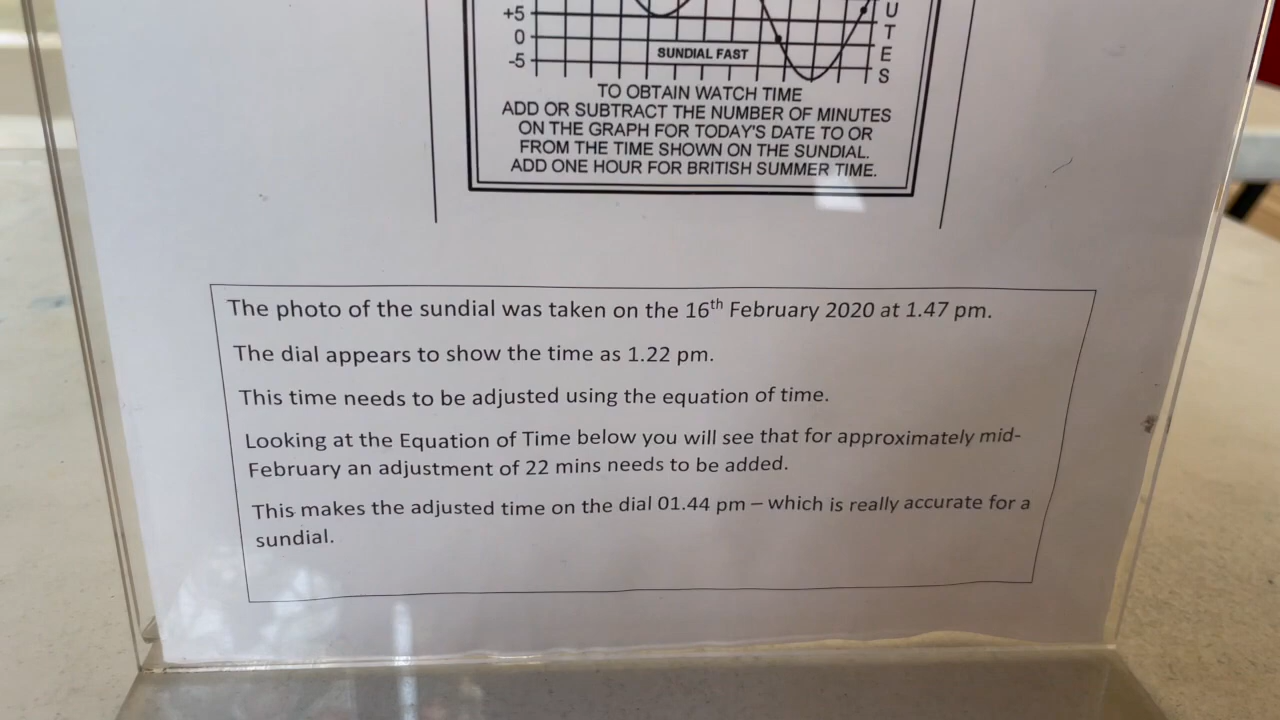 +5
0
-5
SUNDIAL FAST
U
T
E
S
TO OBTAIN WATCH TIME
ADD OR SUBTRACT THE NUMBER OF MINUTES
ON THE GRAPH FOR TODAY'S DATE TO OR
FROM THE TIME SHOWN ON THE SUNDIAL.
ADD ONE HOUR FOR BRITISH SUMMER TIME.
The photo of the sundial was taken on the 16th February 2020 at 1.47 pm.
The dial appears to show the time as 1.22 pm.
This time needs to be adjusted using the equation of time.
Looking at the Equation of Time below you will see that for approximately mid-
February an adjustment of 22 mins needs to be added.
This makes the adjusted time on the dial 01.44 pm – which is really accurate for a
sundial.